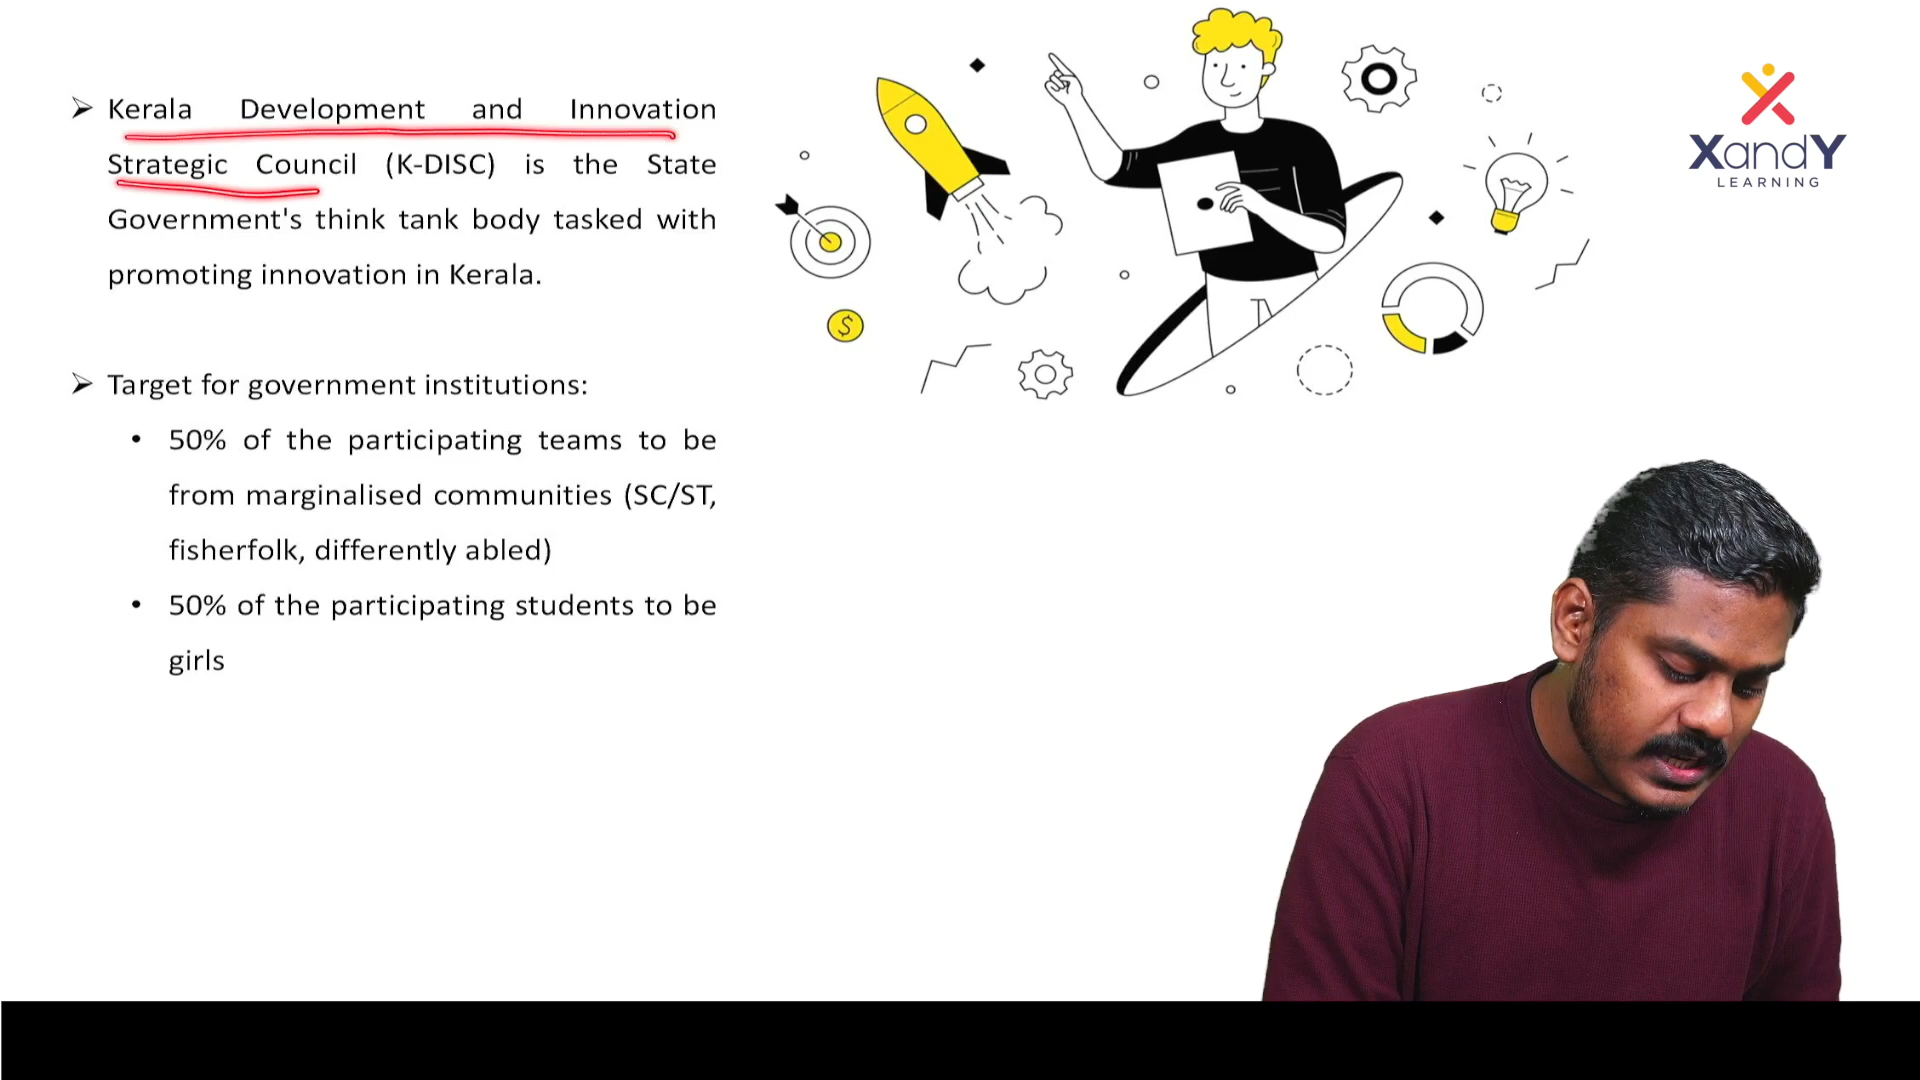 ➢ Kerala Development and Innovation
Strategic Council (K-DISC) is the State
Government's think tank body tasked with
promoting innovation in Kerala.
➢ Target for government institutions:
• 50% of the participating teams to be
from marginalised communities (SC/ST,
fisherfolk, differently abled)
• 50% of the participating students to be
girls
$
XandY
LEARNING